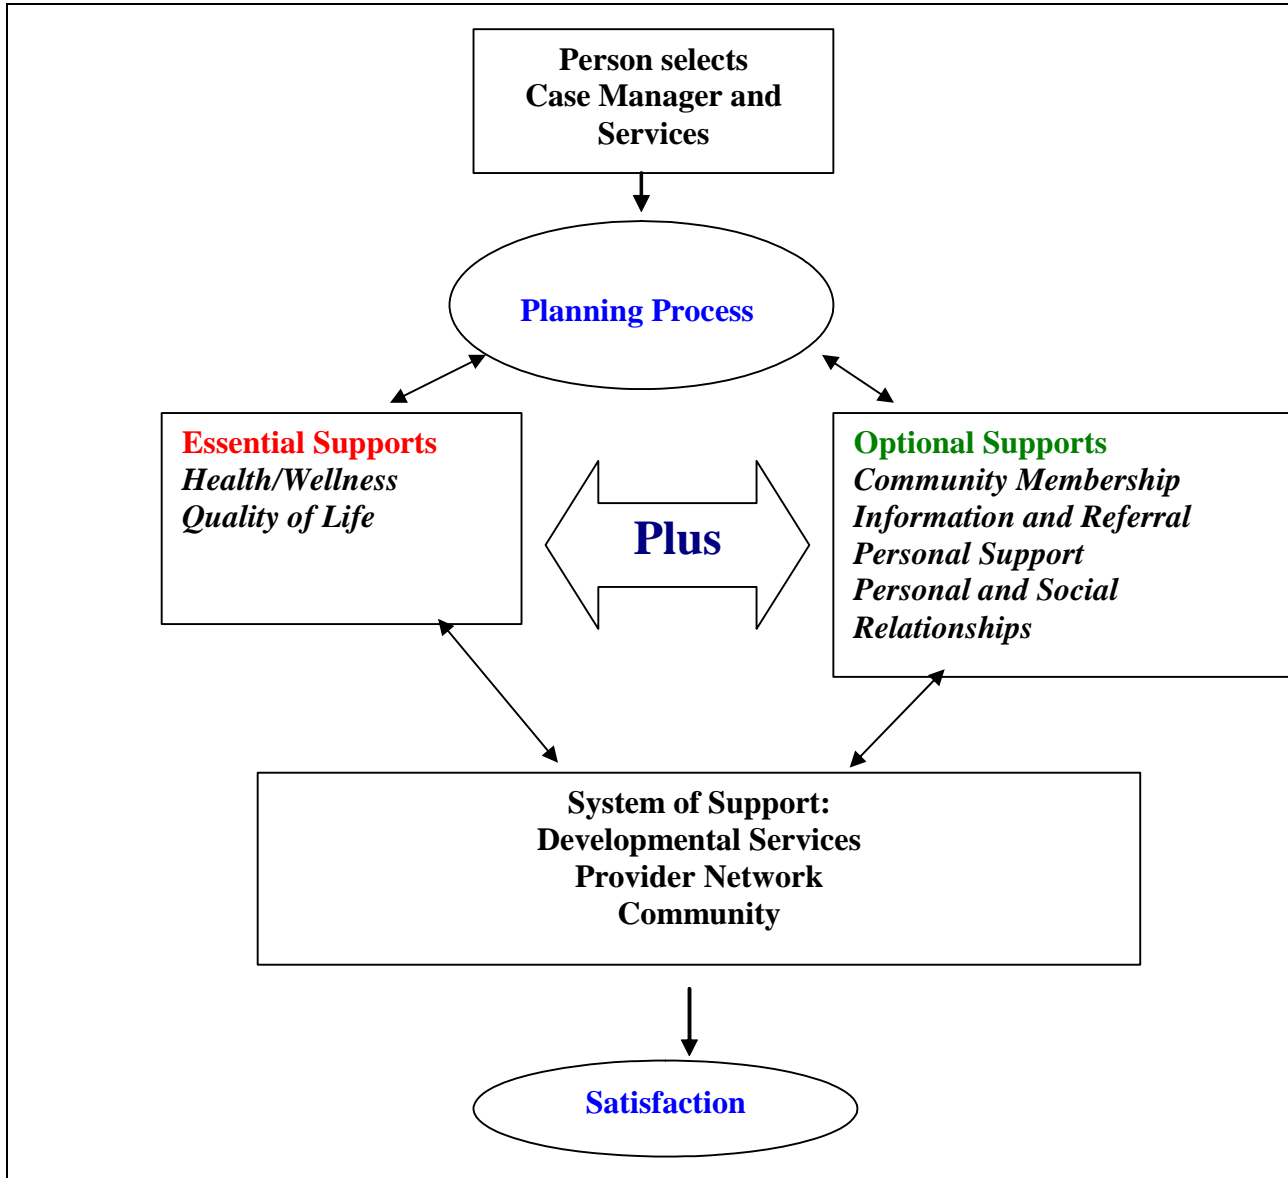 Person selects
Case Manager and
Services
Planning Process
Essential Supports
Health/Wellness
Quality of Life
Plus
Optional Supports
Community Membership
Information and Referral
Personal Support
Personal and Social
Relationships
System of Support:
Developmental Services
Provider Network
Community
Satisfaction